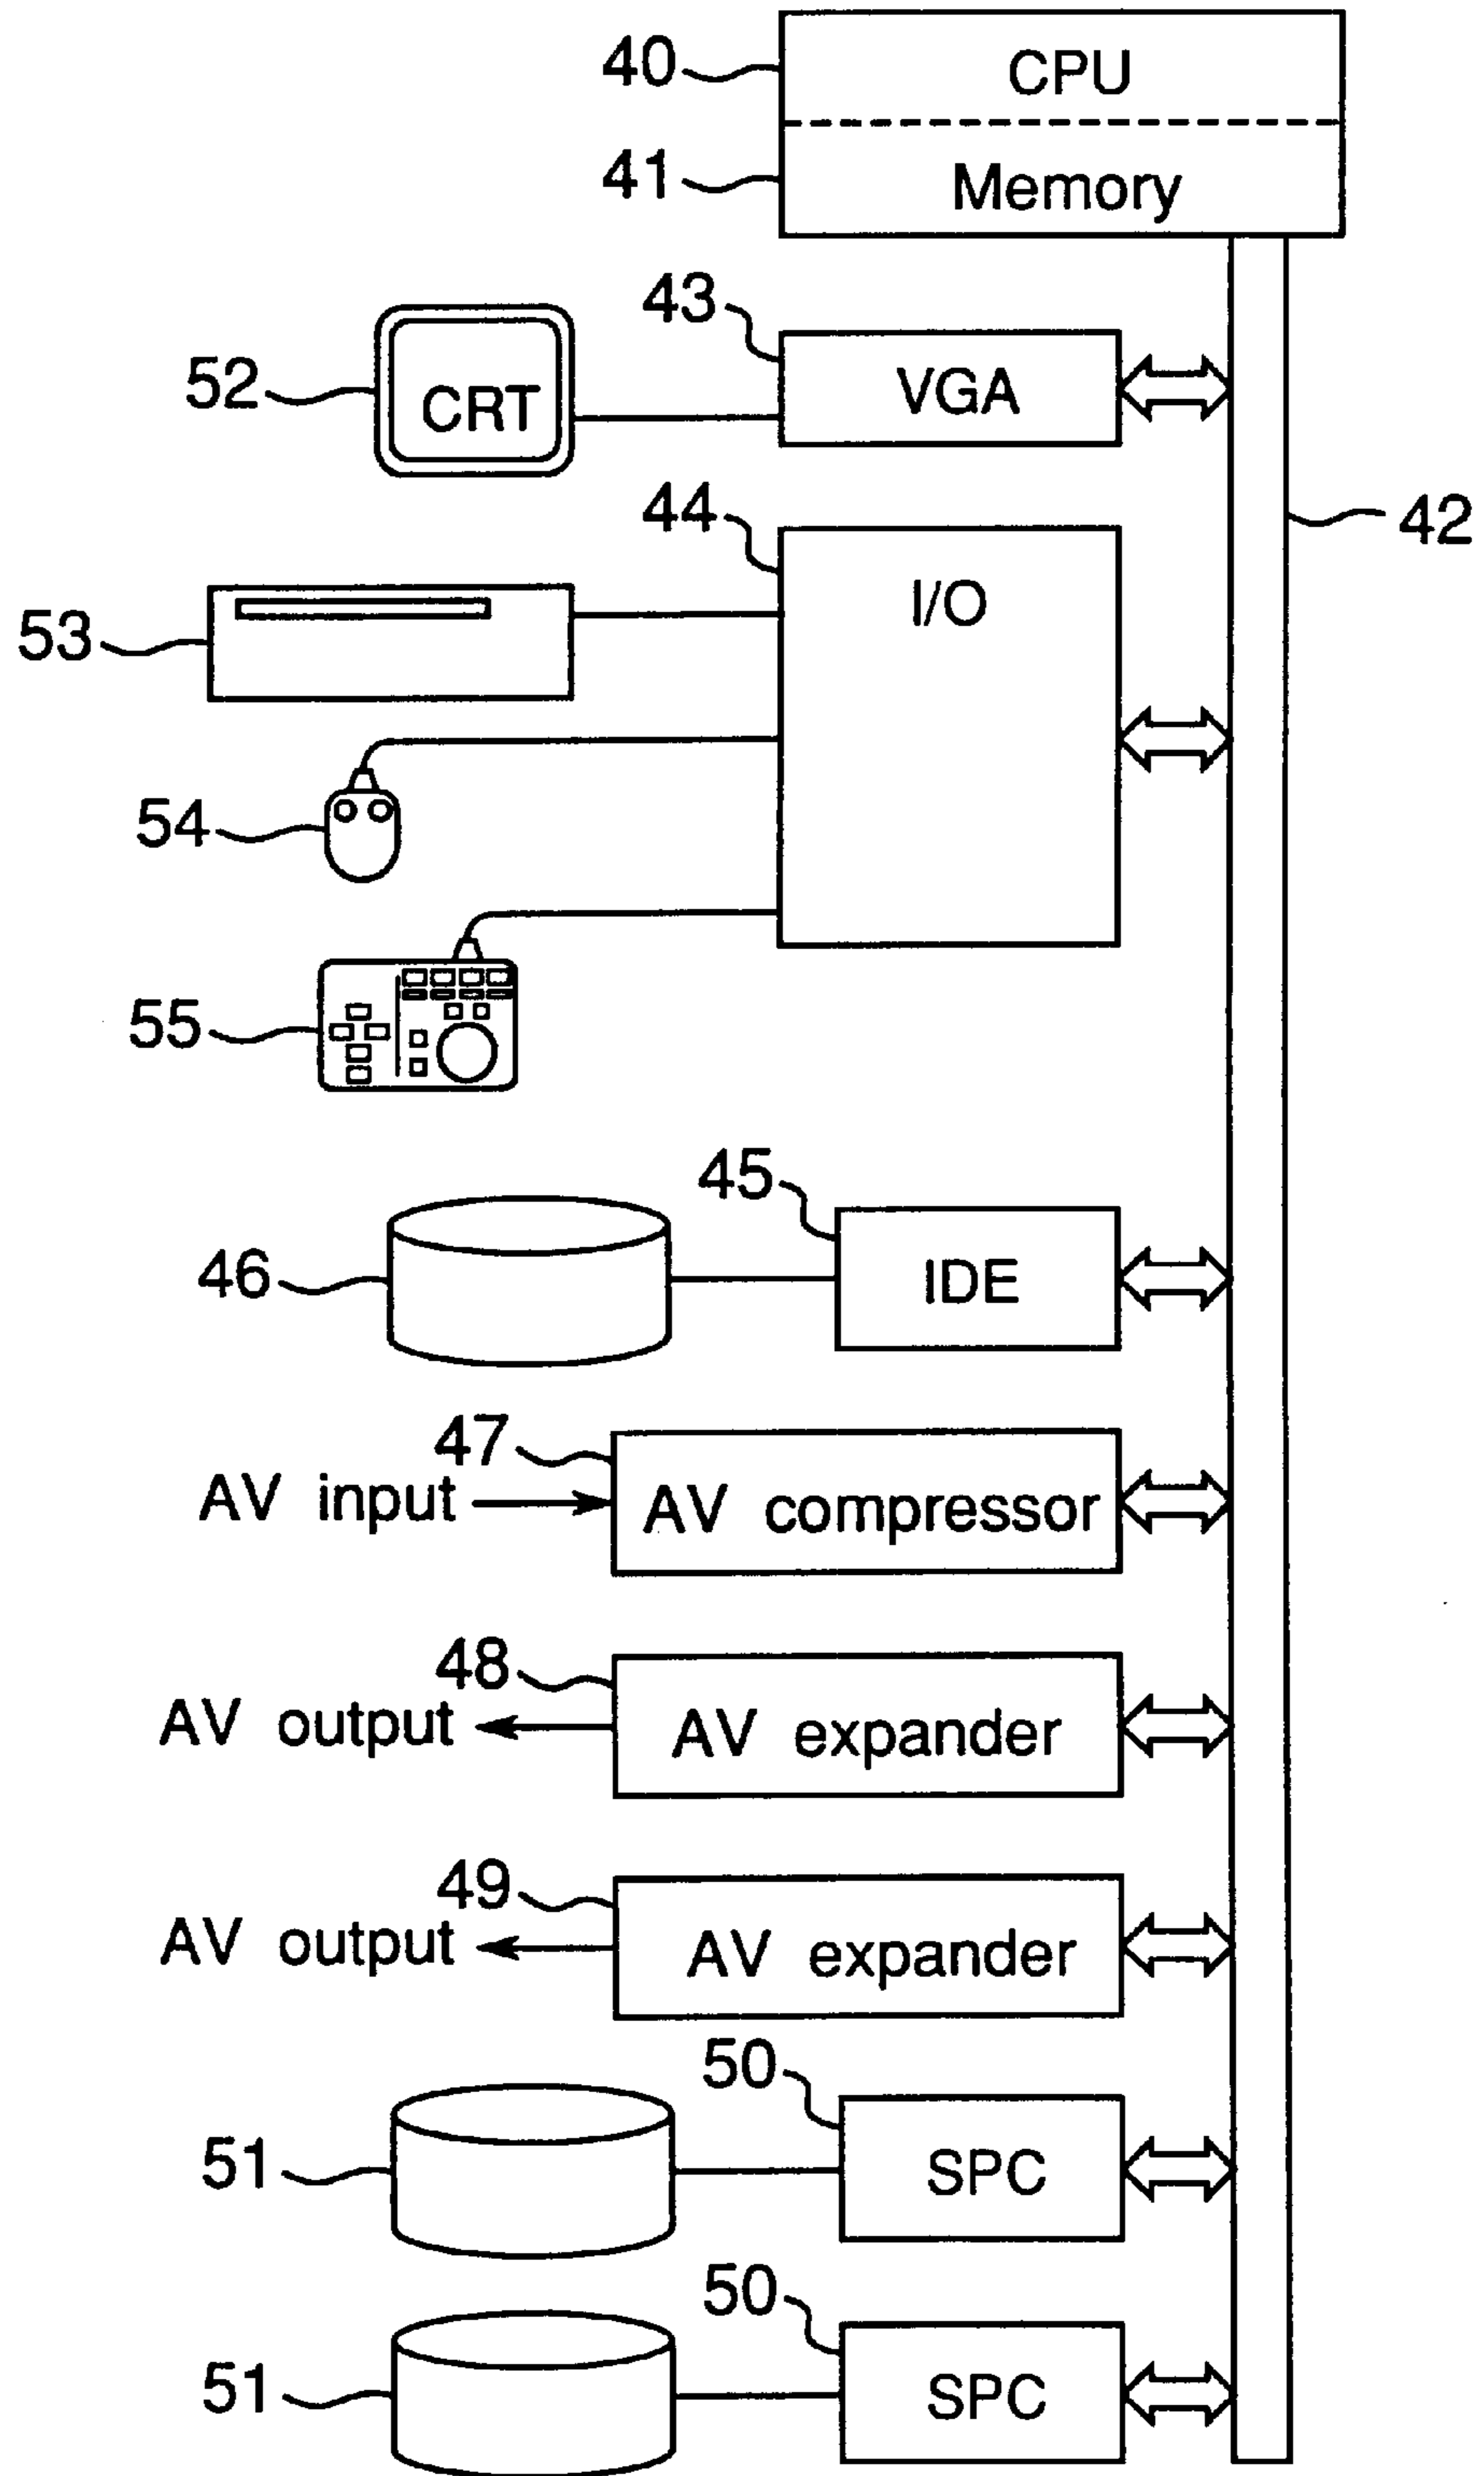 40
CPU
41
Memory
43
52
CRT
VGA
44
42
I/O
53
54
55
45
46
IDE
47
AV input
AV compressor
48
AV output
AV expander
49
AV output
AV expander
50
51
SPC
50
51
SPC